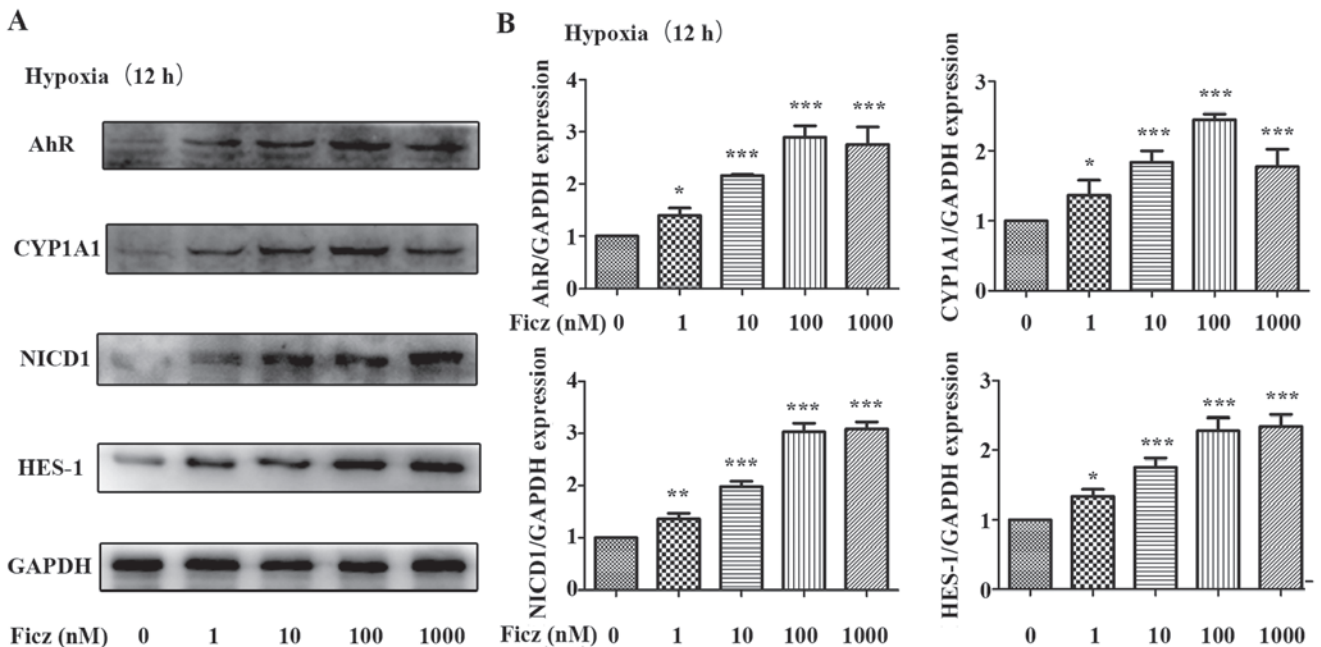 A
Hypoxia (12 h)
AhR
CYP1A1
NICD1
HES-1
GAPDH
Ficz (nM) 0 1 10 100 1000
B
Hypoxia (12 h)
AhR/GAPDH expression
4
3
2
1
0
* *** *** ***
Ficz (nM) 0 1 10 100 1000
CYP1A1/GAPDH expression
3
2
1
0
* *** *** ***
0 1 10 100 1000
NICD1/GAPDH expression
4
3
2
1
0
** *** *** ***
Ficz (nM) 0 1 10 100 1000
HES-1/GAPDH expression
3
2
1
0
* *** *** ***
0 1 10 100 1000